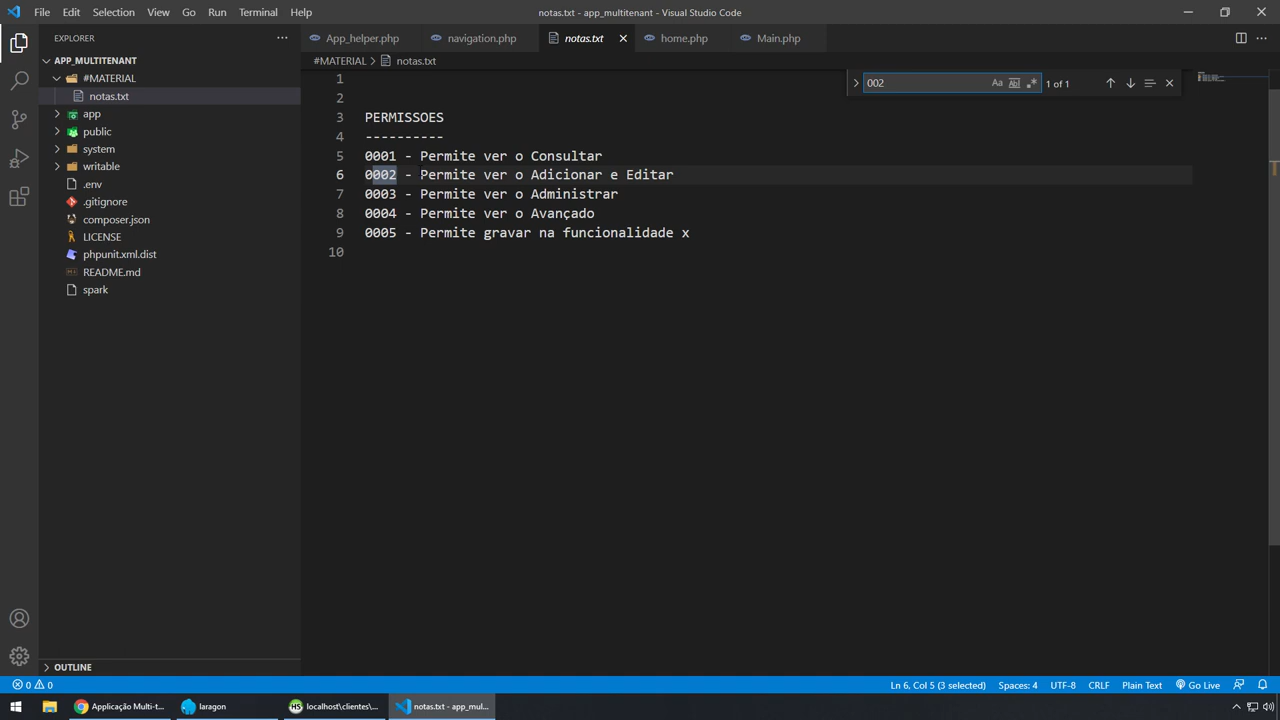 File Edit Selection View Go Run Terminal Help
notas.txt - app_multitenant - Visual Studio Code
EXPLORER
App_helper.php navigation.php notas.txt home.php Main.php
APP_MULTITENANT
#MATERIAL
notas.txt
app
public
system
writable
.env
.gitignore
composer.json
LICENSE
phpunit.xml.dist
README.md
spark
OUTLINE
#MATERIAL > notas.txt
002 Aa Abl .* 1 of 1
1
2
3 PERMISSOES
4 ----------
5 0001 - Permite ver o Consultar
6 0002 - Permite ver o Adicionar e Editar
7 0003 - Permite ver o Administrar
8 0004 - Permite ver o Avançado
9 0005 - Permite gravar na funcionalidade x
10
0 0 Ln 6, Col 5 (3 selected) Spaces: 4 UTF-8 CRLF Plain Text Go Live
Applicação Multi-t... laragon HS localhost\clientes\... notas.txt - app_mul...